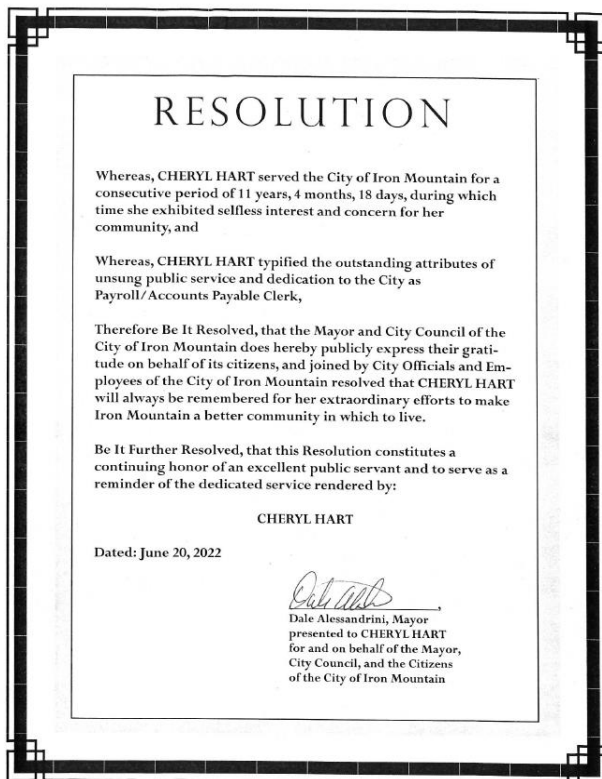 RESOLUTION
Whereas, CHERYL HART served the City of Iron Mountain for a
consecutive period of 11 years, 4 months, 18 days, during which
time she exhibited selfless interest and concern for her
community, and
Whereas, CHERYL HART typified the outstanding attributes of
unsung public service and dedication to the City as
Payroll/Accounts Payable Clerk,
Therefore Be It Resolved, that the Mayor and City Council of the
City of Iron Mountain does hereby publicly express their grati-
tude on behalf of its citizens, and joined by City Officials and Em-
ployees of the City of Iron Mountain resolved that CHERYL HART
will always be remembered for her extraordinary efforts to make
Iron Mountain a better community in which to live.
Be It Further Resolved, that this Resolution constitutes a
continuing honor of an excellent public servant and to serve as a
reminder of the dedicated service rendered by:
CHERYL HART
Dated: June 20, 2022
Dale Alessandrini, Mayor
presented to CHERYL HART
for and on behalf of the Mayor,
City Council, and the Citizens
of the City of Iron Mountain